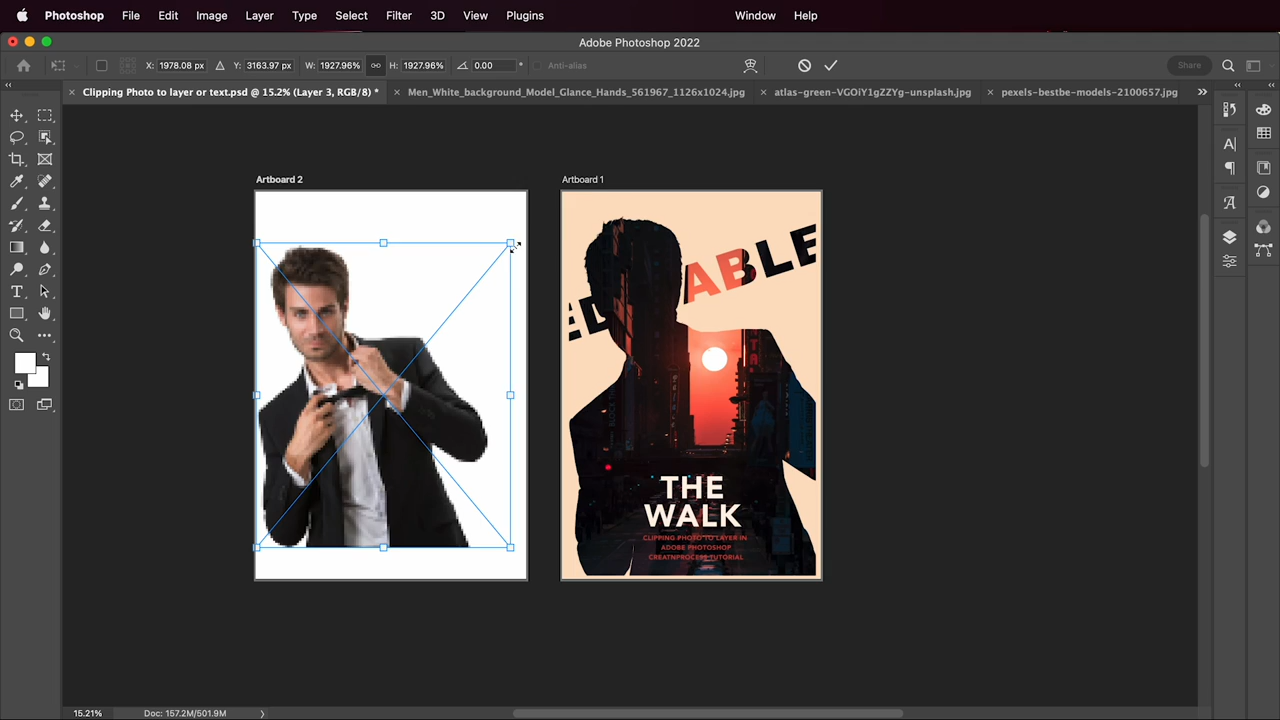 Photoshop File Edit Image Layer Type Select Filter 3D View Plugins Window Help
Adobe Photoshop 2022
X: 1978.08 px Y: 3163.97 px W: 1927.96% H: 1927.96% 0.00 ° Anti-alias Share
Clipping Photo to layer or text.psd @ 15.2% (Layer 3, RGB/8) * Men_White_background_Model_Glance_Hands_561967_1126x1024.jpg atlas-green-VGOiY1gZZYg-unsplash.jpg pexels-bestbe-models-2100657.jpg
Artboard 2 Artboard 1
ED ABLE
THE
WALK
CLIPPING PHOTO TO LAYER IN
ADOBE PHOTOSHOP
CREATNPROCESS TUTORIAL
15.21% Doc: 157.2M/501.9M